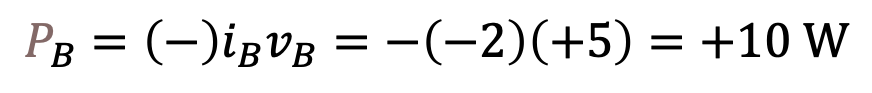 P_B = (−)i_B v_B = −(−2)(+5) = +10 W